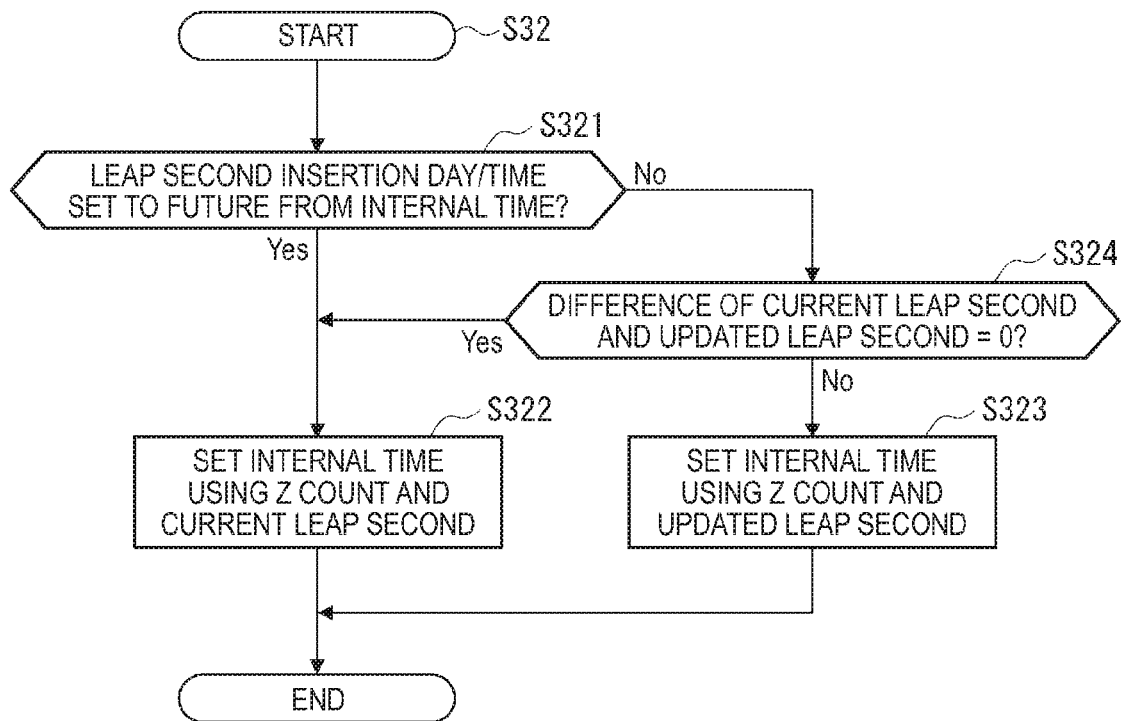 START
S32
S321
LEAP SECOND INSERTION DAY/TIME
SET TO FUTURE FROM INTERNAL TIME?
No
Yes
S324
DIFFERENCE OF CURRENT LEAP SECOND
AND UPDATED LEAP SECOND = 0?
Yes
No
S322
SET INTERNAL TIME
USING Z COUNT AND
CURRENT LEAP SECOND
S323
SET INTERNAL TIME
USING Z COUNT AND
UPDATED LEAP SECOND
END